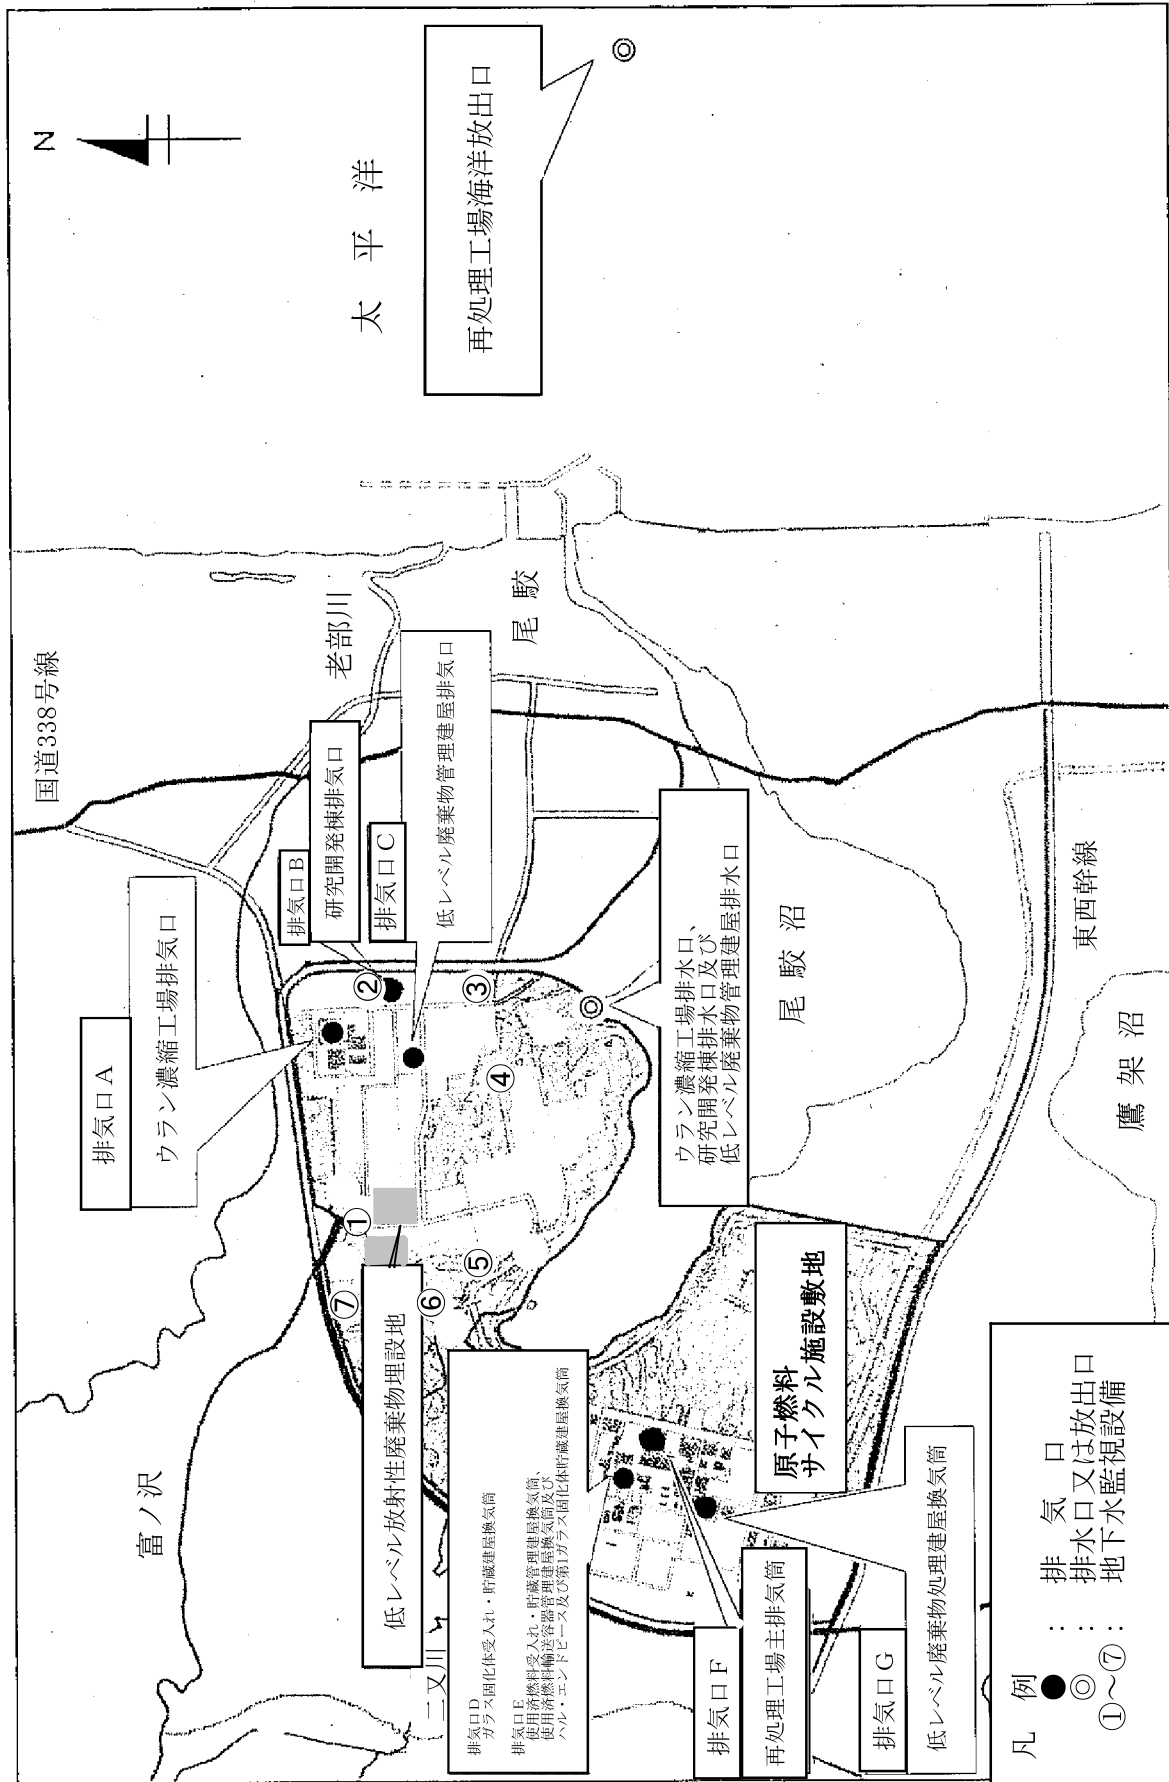 N
国道338号線
太平洋
再処理工場海洋放出口
老部川
尾駮
富ノ沢
排気口A
ウラン濃縮工場排気口
排気口B
研究開発棟排気口
排気口C
低レベル廃棄物管理建屋排気口
①
②
③
④
⑤
⑥
⑦
低レベル放射性廃棄物埋設地
ウラン濃縮工場排水口、
研究開発棟排水口及び
低レベル廃棄物管理建屋排水口
尾駮沼
二又川
排気口D
ガラス固化体受入れ・貯蔵建屋換気筒
排気口E
使用済燃料受入れ・貯蔵管理建屋換気筒、
使用済燃料輸送容器管理建屋換気筒及び
ハル・エンドピース及び第1ガラス固化体貯蔵建屋換気筒
原子燃料
サイクル施設敷地
東西幹線
鷹架沼
排気口F
再処理工場主排気筒
排気口G
低レベル廃棄物処理建屋換気筒
凡例
●：排気口
◎：排水口又は放出口
①～⑦：地下水監視設備